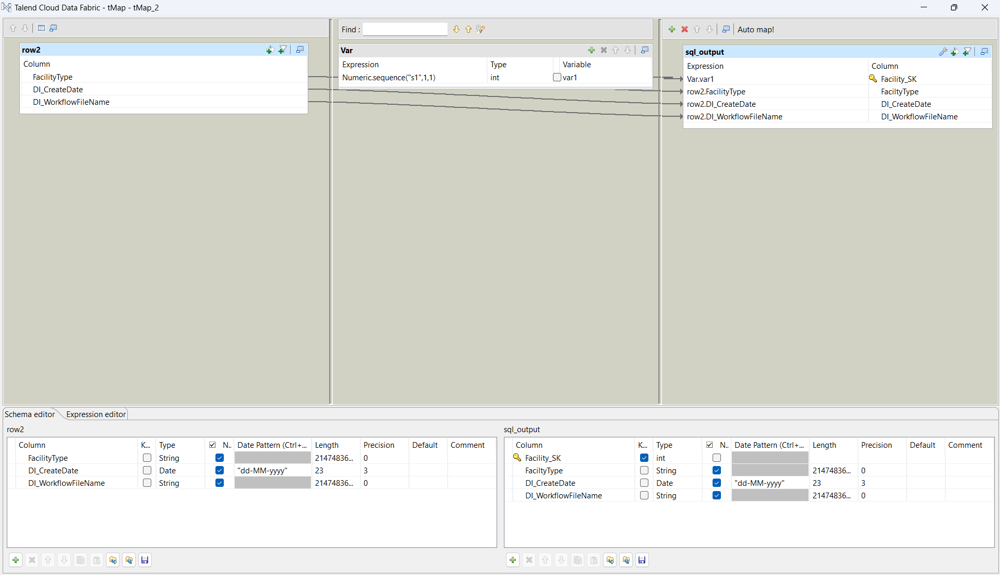 Talend Cloud Data Fabric - tMap - tMap_2
Find :
Auto map!
row2
Column
FacilityType
DI_CreateDate
DI_WorkflowFileName
Var
Expression Type Variable
Numeric.sequence("s1",1,1) int var1
sql_output
Expression Column
Var.var1 Facility_SK
row2.FacilityType FaciltyType
row2.DI_CreateDate DI_CreateDate
row2.DI_WorkflowFileName DI_WorkflowFileName
Schema editor Expression editor
row2
Column K... Type N.. Date Pattern (Ctrl+... Length Precision Default Comment
FacilityType String 21474836... 0
DI_CreateDate Date "dd-MM-yyyy" 23 3
DI_WorkflowFileName String 21474836... 0
sql_output
Column K... Type N.. Date Pattern (Ctrl+... Length Precision Default Comment
Facility_SK int
FaciltyType String 21474836... 0
DI_CreateDate Date "dd-MM-yyyy" 23 3
DI_WorkflowFileName String 21474836... 0